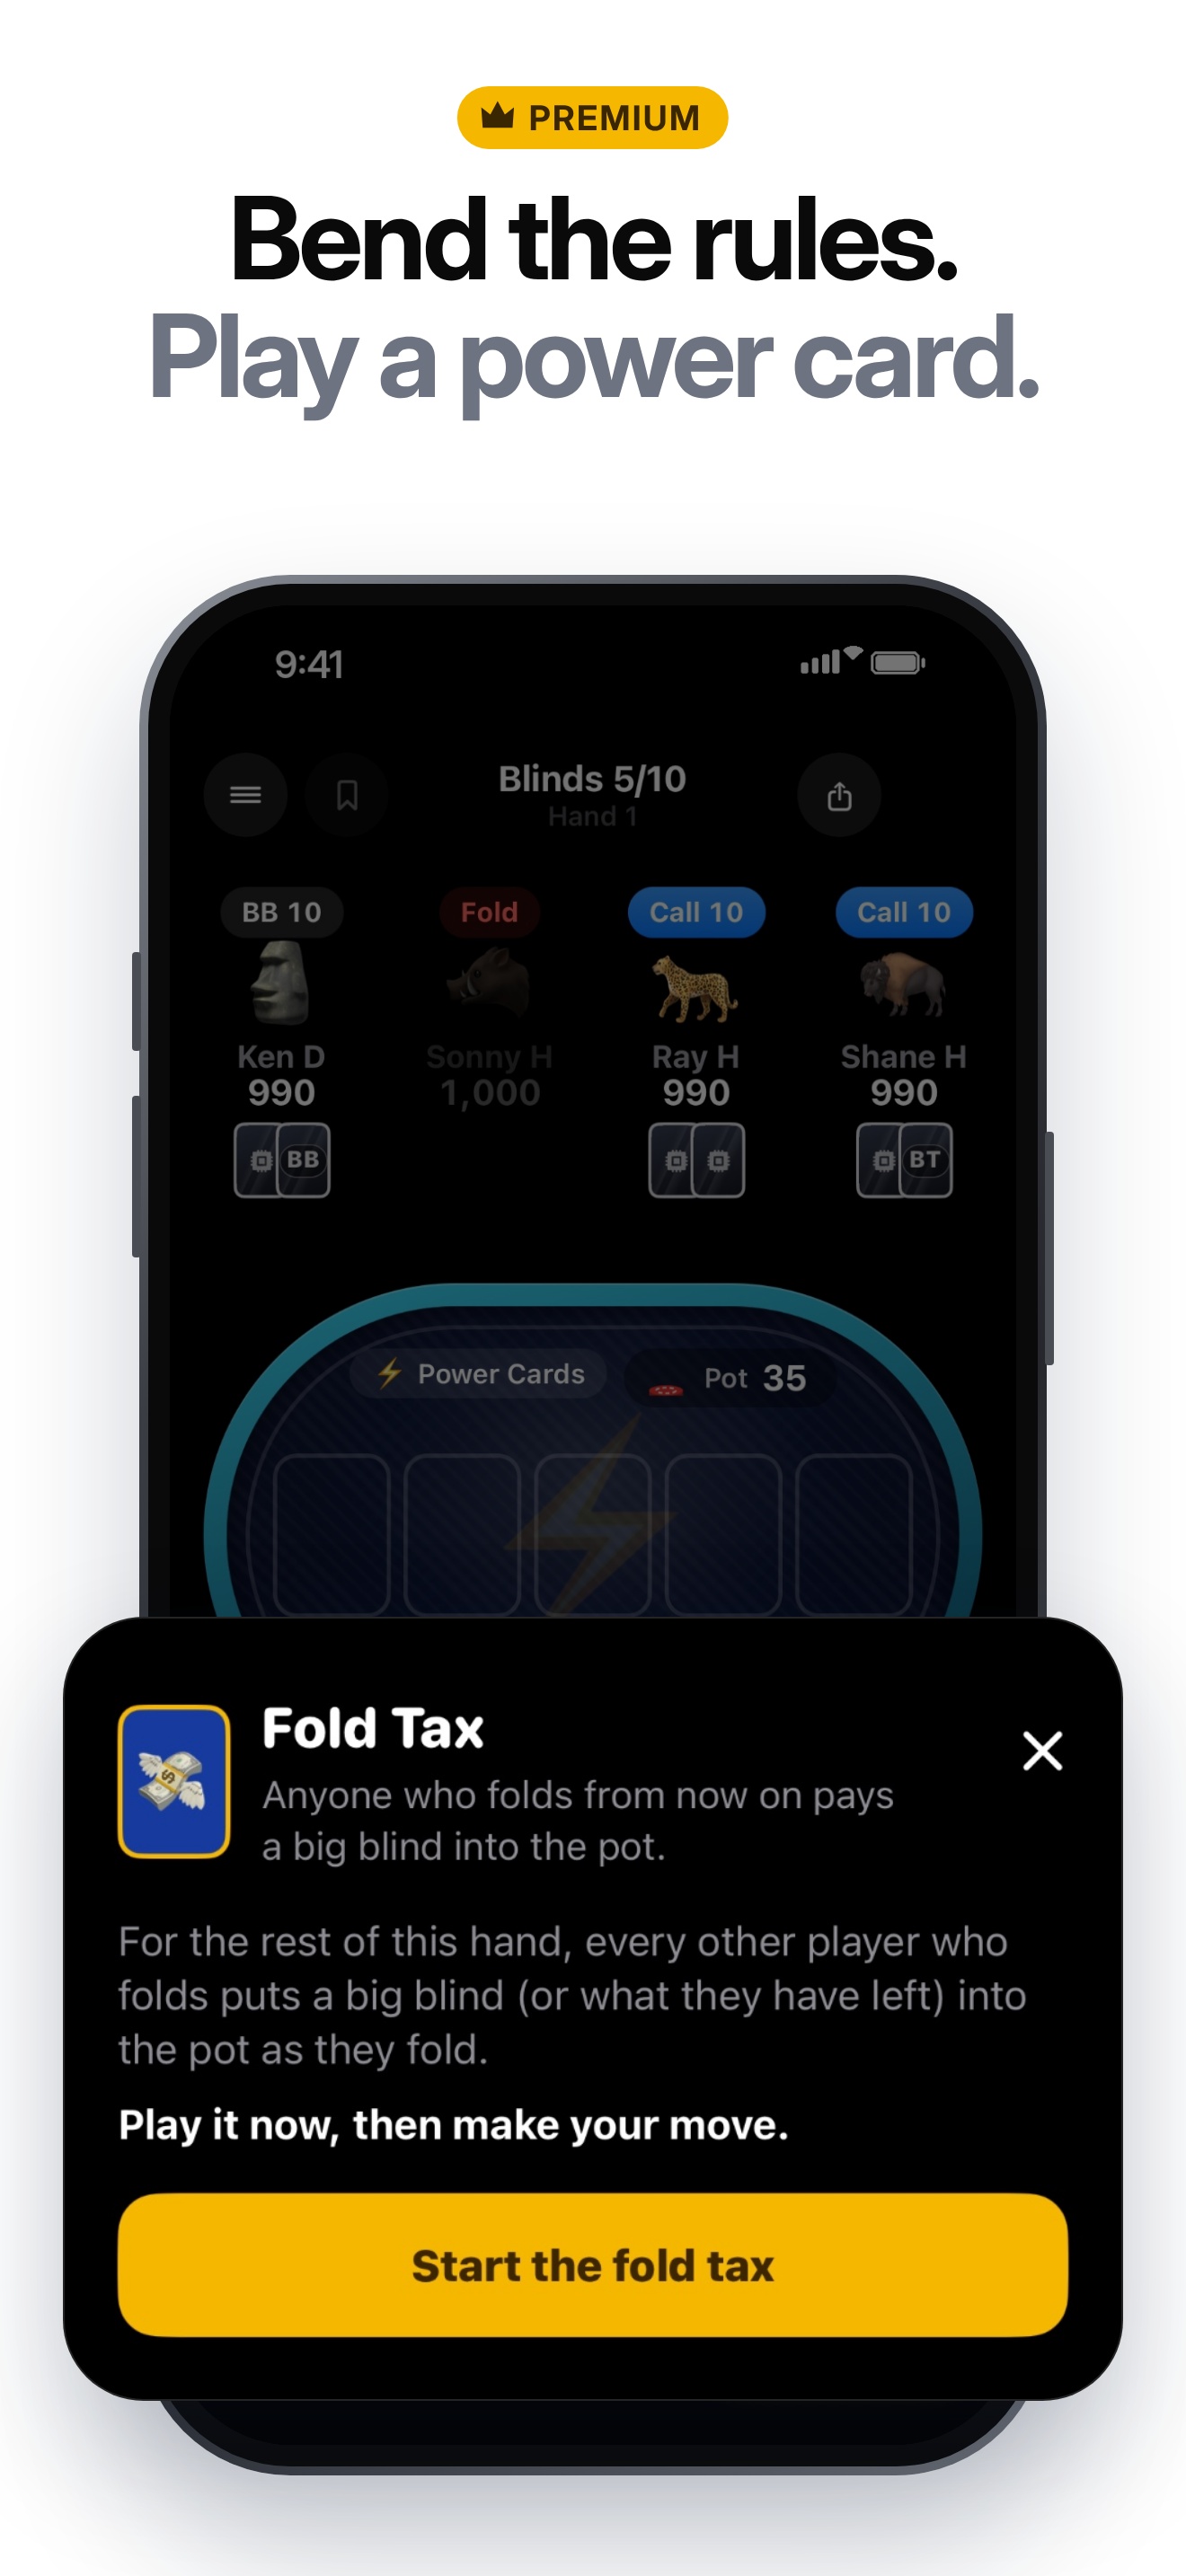 PREMIUM
Bend the rules.
Play a power card.
9:41
Blinds 5/10
Hand 1
BB 10 Fold Call 10 Call 10
Ken D Sonny H Ray H Shane H
990 1,000 990 990
BB BT
⚡ Power Cards Pot 35
Fold Tax
Anyone who folds from now on pays
a big blind into the pot.
For the rest of this hand, every other player who
folds puts a big blind (or what they have left) into
the pot as they fold.
Play it now, then make your move.
Start the fold tax